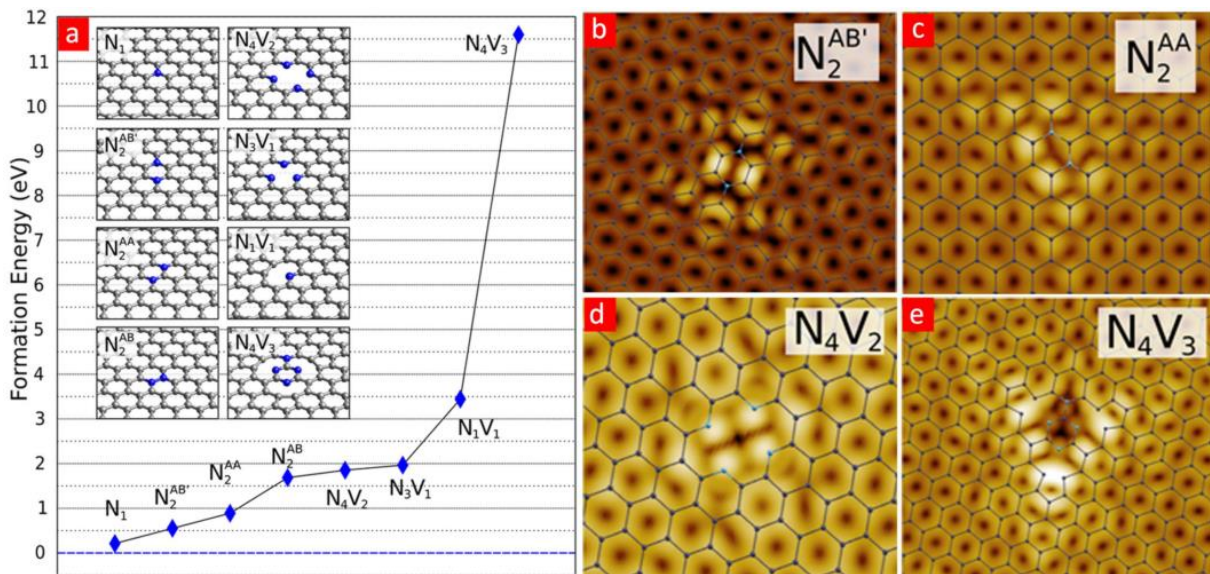 12
11
10
9
8
7
6
5
4
3
2
1
0
Formation Energy (eV)
a
N₁
N₄V₂
N₂ᴬᴮ'
N₃V₁
N₂ᴬᴬ
N₁V₁
N₂ᴬᴮ
N₄V₃
N₁
N₂ᴬᴮ'
N₂ᴬᴬ
N₂ᴬᴮ
N₄V₂
N₃V₁
N₁V₁
N₄V₃
b
N₂ᴬᴮ'
c
N₂ᴬᴬ
d
N₄V₂
e
N₄V₃